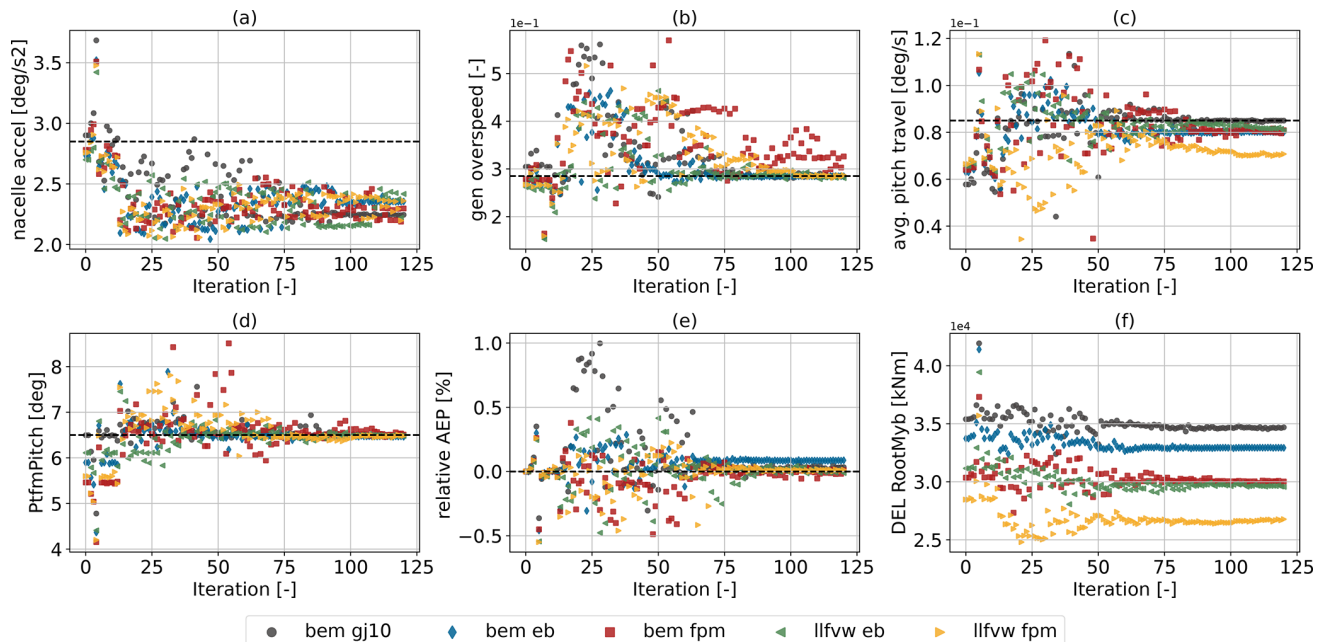 (a)
(b)
(c)
nacelle accel [deg/s2]
3.5
3.0
2.5
2.0
0
25
50
75
100
125
Iteration [-]
1e−1
gen overspeed [-]
5
4
3
2
0
25
50
75
100
125
Iteration [-]
1e−1
avg. pitch travel [deg/s]
1.2
1.0
0.8
0.6
0.4
0
25
50
75
100
125
Iteration [-]
(d)
(e)
(f)
PtfmPitch [deg]
8
7
6
5
4
0
25
50
75
100
125
Iteration [-]
relative AEP [%]
1.0
0.5
0.0
−0.5
0
25
50
75
100
125
Iteration [-]
1e4
DEL RootMyb [kNm]
4.0
3.5
3.0
2.5
0
25
50
75
100
125
Iteration [-]
bem gj10
bem eb
bem fpm
llfvw eb
llfvw fpm